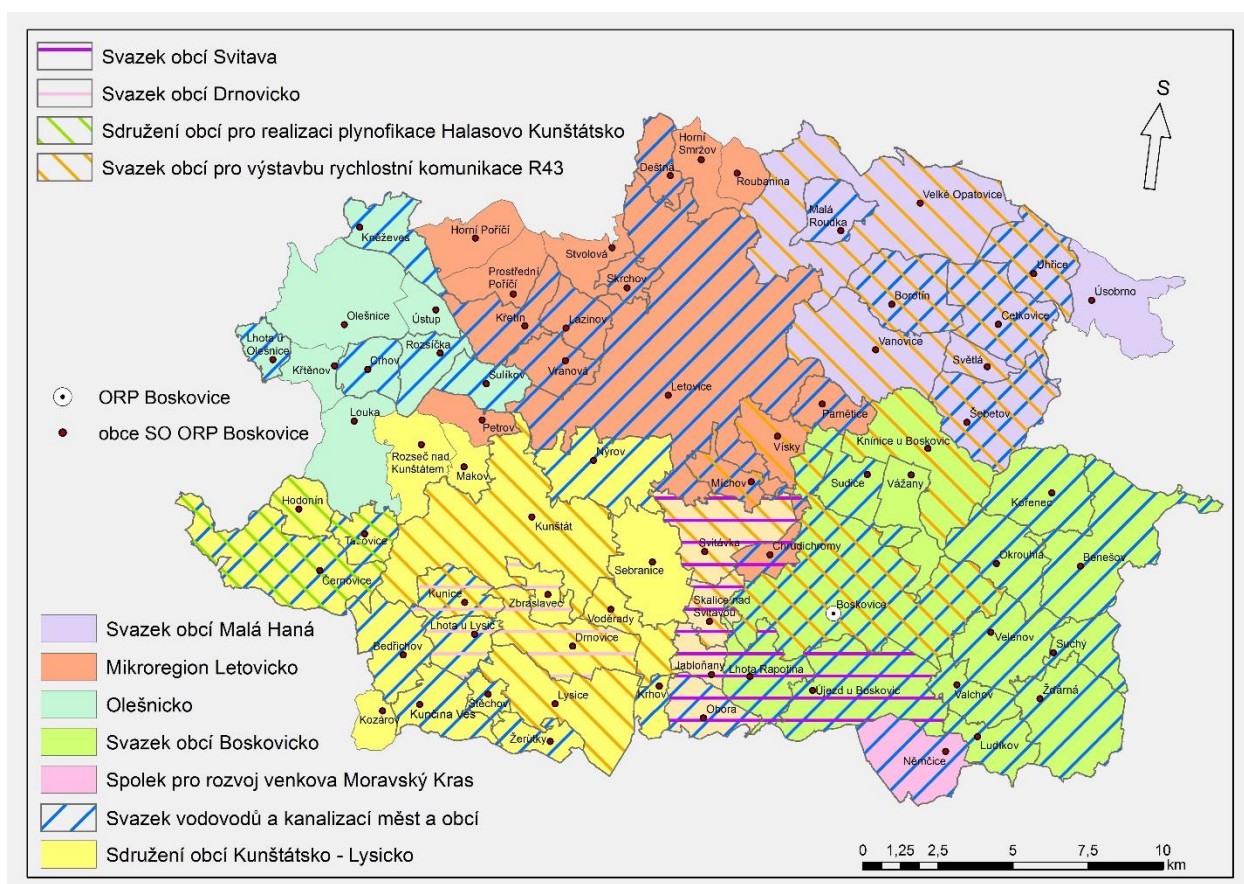 Svazek obcí Svitava
Svazek obcí Drnovicko
Sdružení obcí pro realizaci plynofikace Halasovo Kunštátsko
Svazek obcí pro výstavbu rychlostní komunikace R43
S
Horní
Smržov
Deštná
Roubanina
Velké Opatovice
Malá
Roudka
Kněževes
Horní Poříčí
Stvolová
Prostřední
Poříčí
Skrchov
Uhřice
Úsobrno
Borotín
Cetkovice
Olešnice
Ústup
Křetín
Lazinov
Lhota u
Olešnice
Rozsíčka
Vanovice
Světlá
Křtěnov
Crhov
Vranová
Sulíkov
Letovice
ORP Boskovice
obce SO ORP Boskovice
Louka
Petrov
Pamětice
Šebetov
Vísky
Knínice u Boskovic
Rozseč nad
Kunštátem
Makov
Nýrov
Míchov
Sudice
Vážany
Kořenec
Hodonín
Tasovice
Kunštát
Svitávka
Chrudichromy
Okrouhlá
Benešov
Černovice
Sebranice
Kunice
Zbraslavec
Skalice nad
Svitavou
Boskovice
Voděrady
Lhota u Lysic
Drnovice
Velenov
Suchý
Bedřichov
Jabloňany
Lhota Rapotina
Újezd u Boskovic
Valchov
Žďárná
Krhov
Lysice
Štěchov
Kozárov
Kunčina Ves
Obora
Žerůtky
Ludíkov
Němčice
Svazek obcí Malá Haná
Mikroregion Letovicko
Olešnicko
Svazek obcí Boskovicko
Spolek pro rozvoj venkova Moravský Kras
Svazek vodovodů a kanalizací měst a obcí
Sdružení obcí Kunštátsko - Lysicko
0 1,25 2,5 5 7,5 10
km